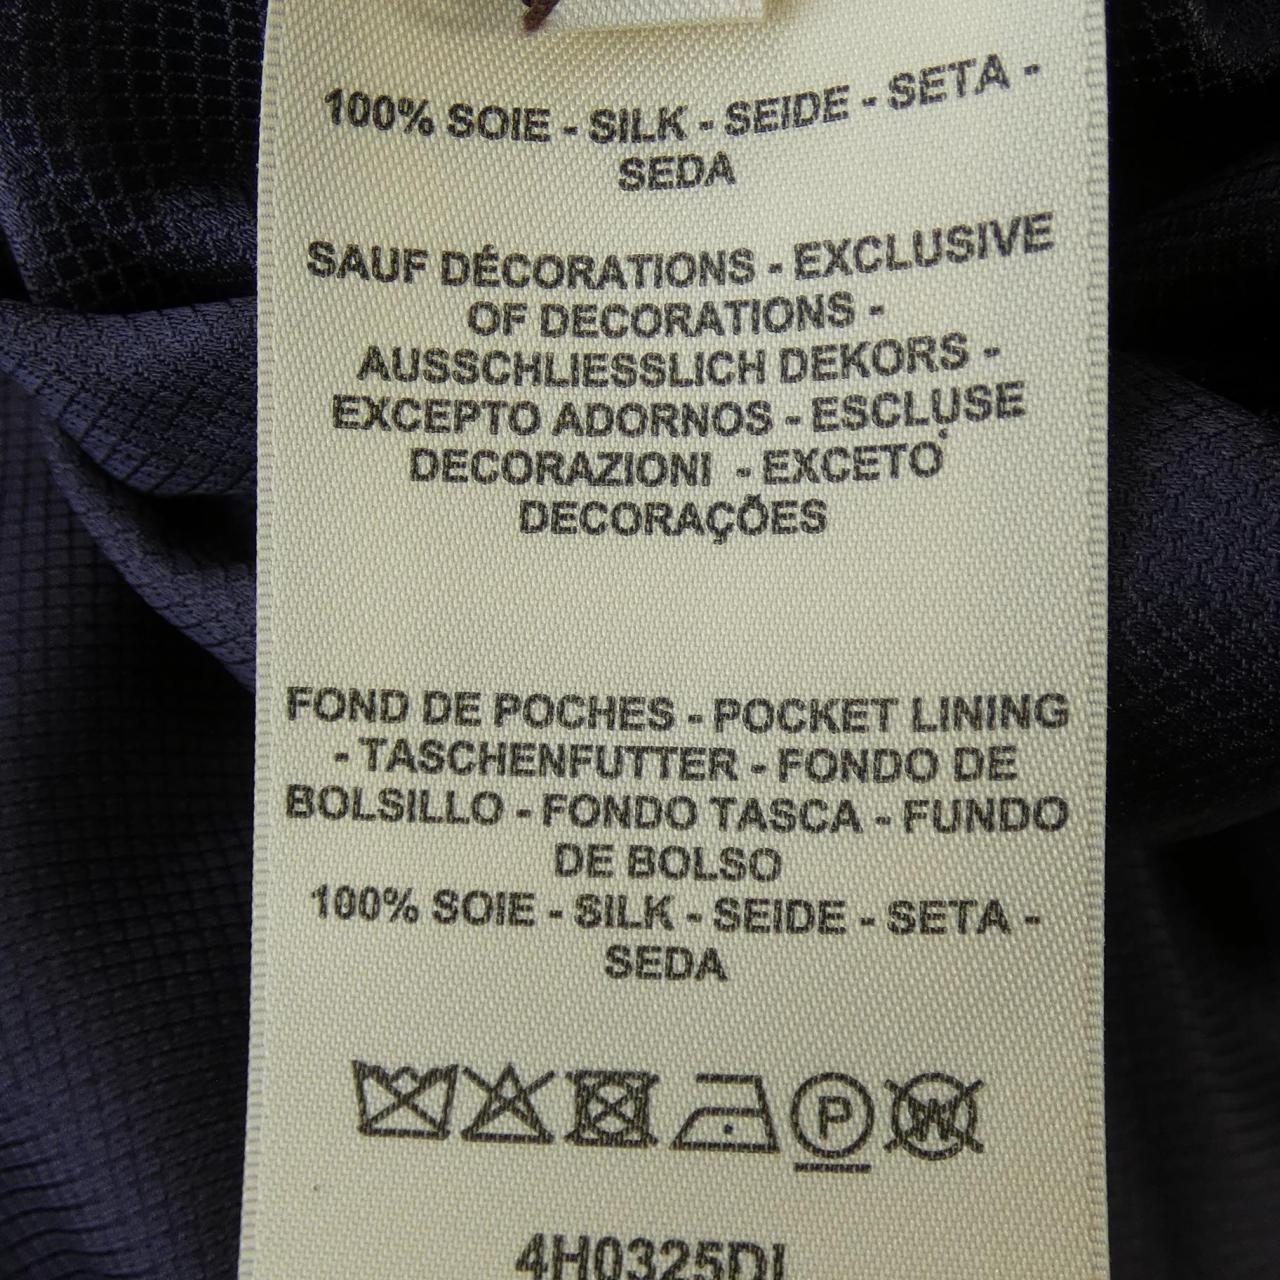 100% SOIE - SILK - SEIDE - SETA -
SEDA
SAUF DÉCORATIONS - EXCLUSIVE
OF DECORATIONS -
AUSSCHLIESSLICH DEKORS -
EXCEPTO ADORNOS - ESCLUSE
DECORAZIONI - EXCETO
DECORAÇÕES
FOND DE POCHES - POCKET LINING
- TASCHENFUTTER - FONDO DE
BOLSILLO - FONDO TASCA - FUNDO
DE BOLSO
100% SOIE - SILK - SEIDE - SETA -
SEDA
P W